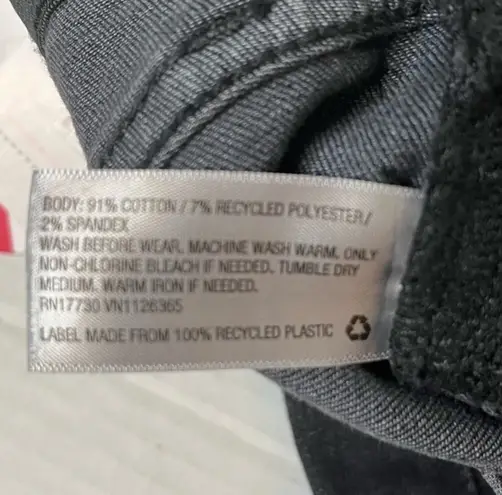 BODY: 91% COTTON / 7% RECYCLED POLYESTER /
2% SPANDEX
WASH BEFORE WEAR. MACHINE WASH WARM. ONLY
NON-CHLORINE BLEACH IF NEEDED. TUMBLE DRY
MEDIUM. WARM IRON IF NEEDED.
RN17730 VN1126365
LABEL MADE FROM 100% RECYCLED PLASTIC